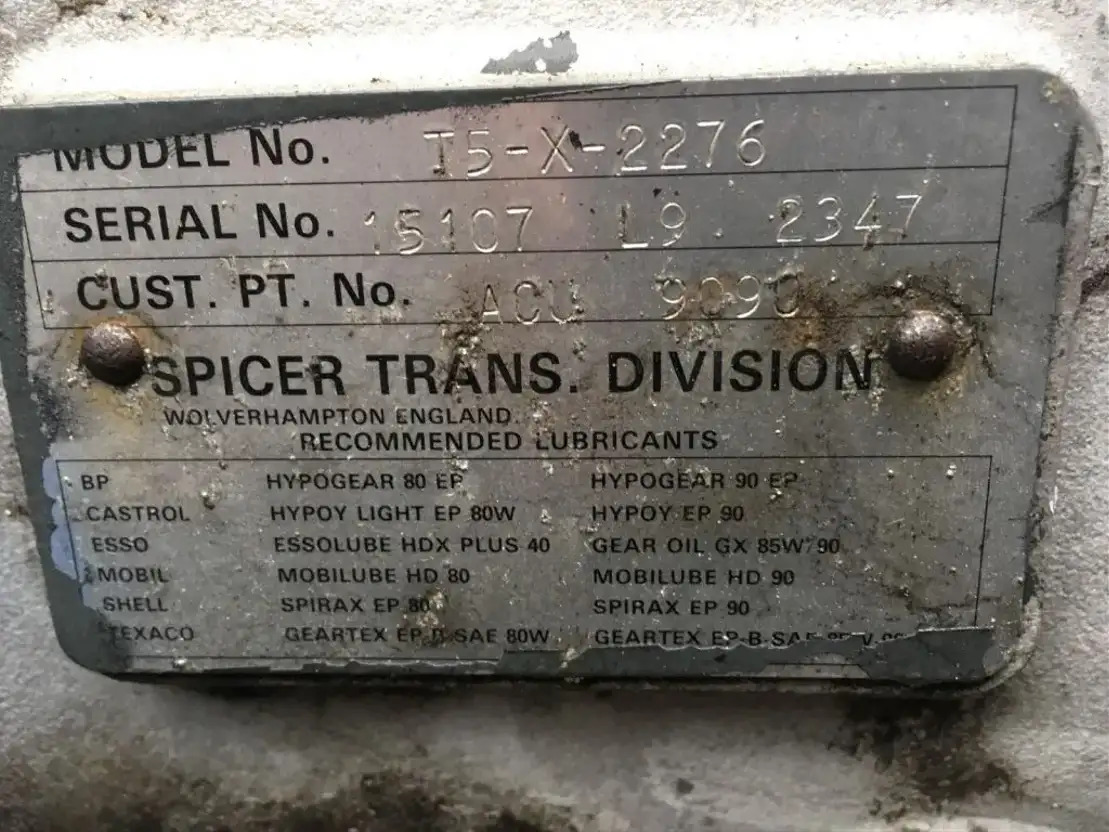 MODEL No. T5-X-2276
SERIAL No. 15107 L9 2347
CUST. PT. No. ACU 9090
SPICER TRANS. DIVISION
WOLVERHAMPTON ENGLAND.
RECOMMENDED LUBRICANTS
BP HYPOGEAR 80 EP HYPOGEAR 90 EP
CASTROL HYPOY LIGHT EP 80W HYPOY EP 90
ESSO ESSOLUBE HDX PLUS 40 GEAR OIL GX 85W/90
MOBIL MOBILUBE HD 80 MOBILUBE HD 90
SHELL SPIRAX EP 80 SPIRAX EP 90
TEXACO GEARTEX EP-B-SAE 80W GEARTEX EP-B-SAE